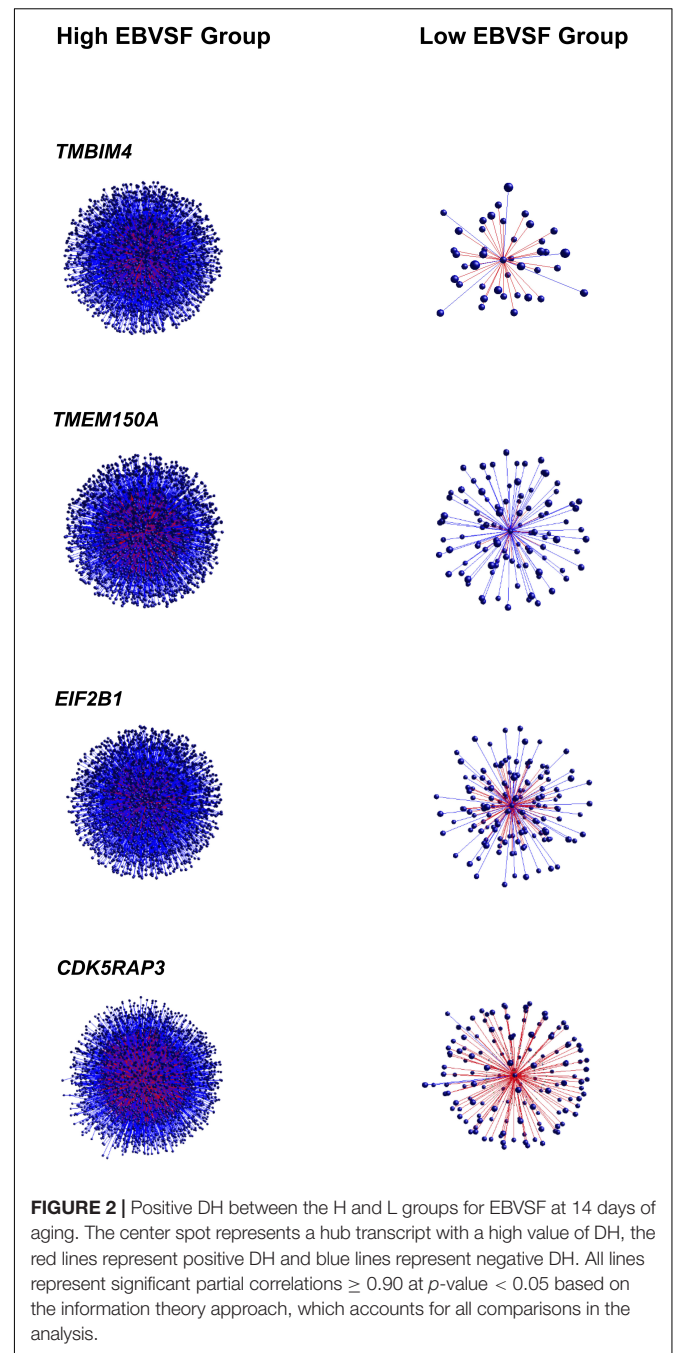 High EBVSF Group Low EBVSF Group
TMBIM4
TMEM150A
EIF2B1
CDK5RAP3
FIGURE 2 | Positive DH between the H and L groups for EBVSF at 14 days of
aging. The center spot represents a hub transcript with a high value of DH, the
red lines represent positive DH and blue lines represent negative DH. All lines
represent significant partial correlations ≥ 0.90 at p-value < 0.05 based on
the information theory approach, which accounts for all comparisons in the
analysis.